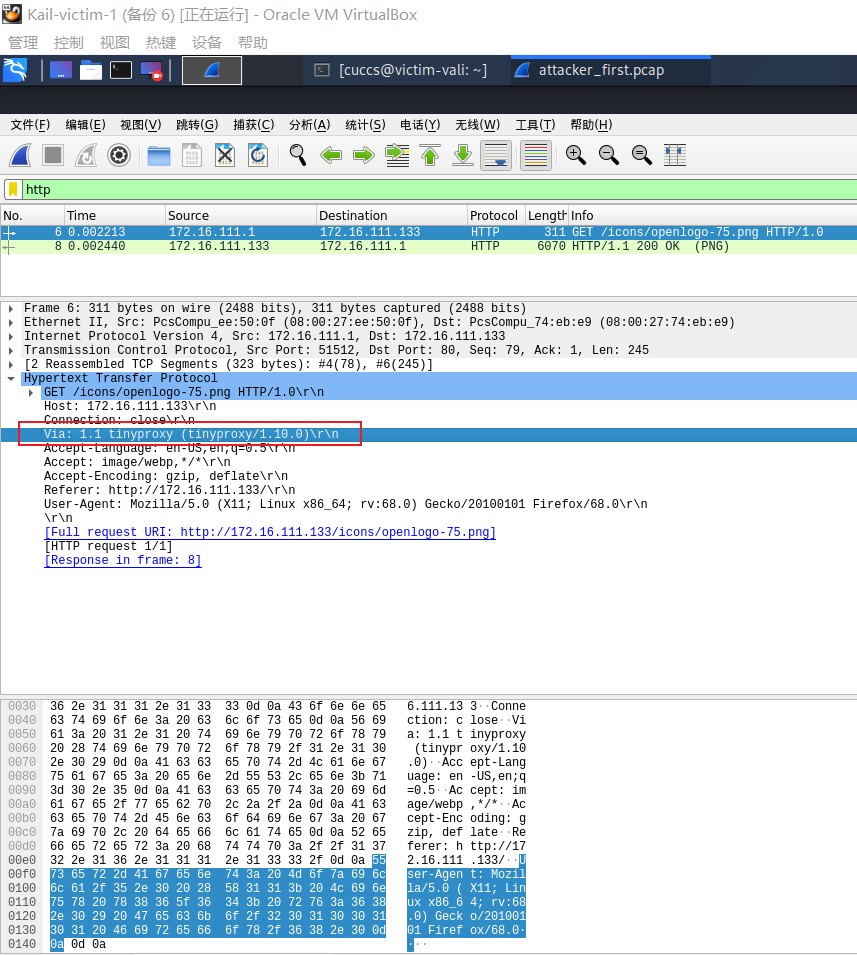 Kail-victim-1 (备份 6) [正在运行] - Oracle VM VirtualBox
管理 控制 视图 热键 设备 帮助
[cuccs@victim-vali: ~] attacker_first.pcap
文件(F) 编辑(E) 视图(V) 跳转(G) 捕获(C) 分析(A) 统计(S) 电话(Y) 无线(W) 工具(T) 帮助(H)
http
No. Time Source Destination Protocol Length Info
6 0.002213 172.16.111.1 172.16.111.133 HTTP 311 GET /icons/openlogo-75.png HTTP/1.0
8 0.002440 172.16.111.133 172.16.111.1 HTTP 6070 HTTP/1.1 200 OK (PNG)
Frame 6: 311 bytes on wire (2488 bits), 311 bytes captured (2488 bits)
Ethernet II, Src: PcsCompu_ee:50:0f (08:00:27:ee:50:0f), Dst: PcsCompu_74:eb:e9 (08:00:27:74:eb:e9)
Internet Protocol Version 4, Src: 172.16.111.1, Dst: 172.16.111.133
Transmission Control Protocol, Src Port: 51512, Dst Port: 80, Seq: 79, Ack: 1, Len: 245
[2 Reassembled TCP Segments (323 bytes): #4(78), #6(245)]
Hypertext Transfer Protocol
GET /icons/openlogo-75.png HTTP/1.0\r\n
Host: 172.16.111.133\r\n
Connection: close\r\n
Via: 1.1 tinyproxy (tinyproxy/1.10.0)\r\n
Accept-Language: en-US,en;q=0.5\r\n
Accept: image/webp,*/*\r\n
Accept-Encoding: gzip, deflate\r\n
Referer: http://172.16.111.133/\r\n
User-Agent: Mozilla/5.0 (X11; Linux x86_64; rv:68.0) Gecko/20100101 Firefox/68.0\r\n
\r\n
[Full request URI: http://172.16.111.133/icons/openlogo-75.png]
[HTTP request 1/1]
[Response in frame: 8]
0030 36 2e 31 31 31 2e 31 33 33 0d 0a 43 6f 6e 6e 65 6.111.13 3··Conne
0040 63 74 69 6f 6e 3a 20 63 6c 6f 73 65 0d 0a 56 69 ction: c lose··Vi
0050 61 3a 20 31 2e 31 20 74 69 6e 79 70 72 6f 78 79 a: 1.1 t inyproxy
0060 20 28 74 69 6e 79 70 72 6f 78 79 2f 31 2e 31 30 (tinypr oxy/1.10
0070 2e 30 29 0d 0a 41 63 63 65 70 74 2d 4c 61 6e 67 .0)··Acc ept-Lang
0080 75 61 67 65 3a 20 65 6e 2d 55 53 2c 65 6e 3b 71 uage: en -US,en;q
0090 3d 30 2e 35 0d 0a 41 63 63 65 70 74 3a 20 69 6d =0.5··Ac cept: im
00a0 61 67 65 2f 77 65 62 70 2c 2a 2f 2a 0d 0a 41 63 age/webp ,*/*··Ac
00b0 63 65 70 74 2d 45 6e 63 6f 64 69 6e 67 3a 20 67 cept-Enc oding: g
00c0 7a 69 70 2c 20 64 65 66 6c 61 74 65 0d 0a 52 65 zip, def late··Re
00d0 66 65 72 65 72 3a 20 68 74 74 70 3a 2f 2f 31 37 ferer: h ttp://17
00e0 32 2e 31 36 2e 31 31 31 2e 31 33 33 2f 0d 0a 55 2.16.111 .133/··U
00f0 73 65 72 2d 41 67 65 6e 74 3a 20 4d 6f 7a 69 6c ser-Agen t: Mozil
0100 6c 61 2f 35 2e 30 20 28 58 31 31 3b 20 4c 69 6e la/5.0 ( X11; Lin
0110 75 78 20 78 38 36 5f 36 34 3b 20 72 76 3a 36 38 ux x86_6 4; rv:68
0120 2e 30 29 20 47 65 63 6b 6f 2f 32 30 31 30 30 31 .0) Geck o/201001
0130 30 31 20 46 69 72 65 66 6f 78 2f 36 38 2e 30 0d 01 Firef ox/68.0·
0140 0a 0d 0a ···